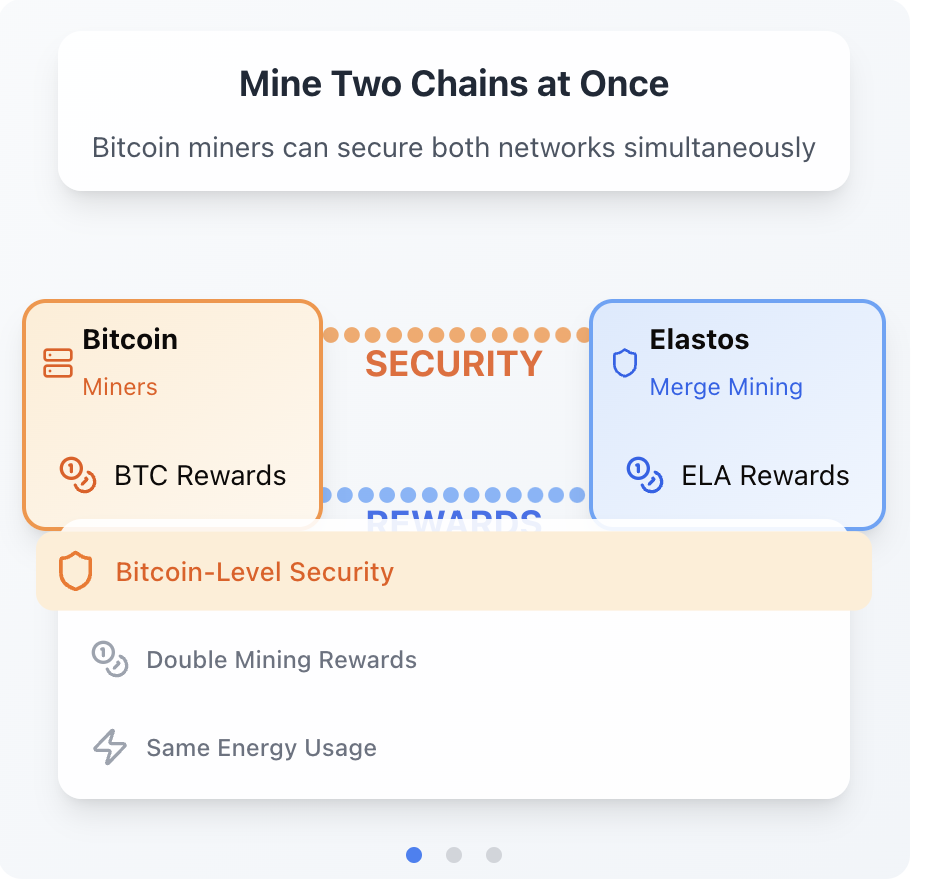 Mine Two Chains at Once
Bitcoin miners can secure both networks simultaneously
Bitcoin
Miners
BTC Rewards
SECURITY
REWARDS
Elastos
Merge Mining
ELA Rewards
Bitcoin-Level Security
Double Mining Rewards
Same Energy Usage